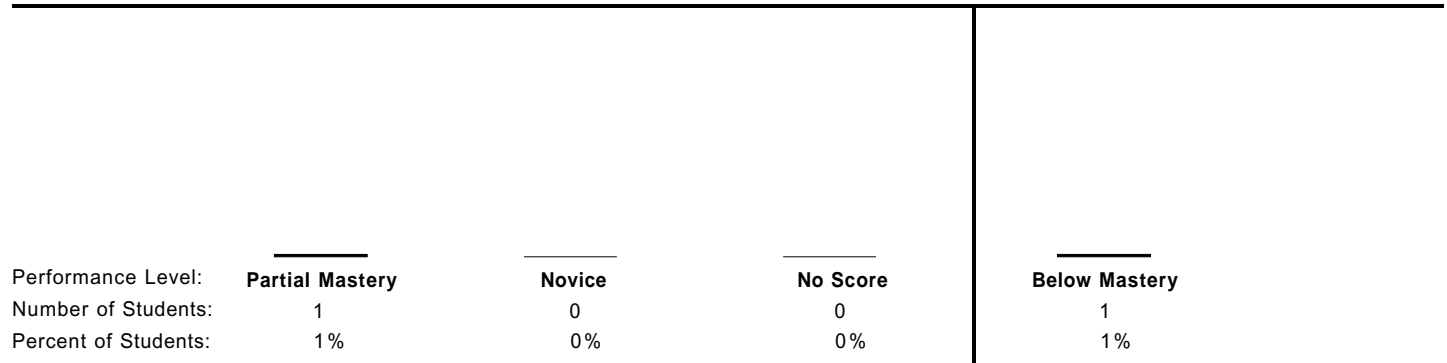 Performance Level: Partial Mastery Novice No Score Below Mastery
Number of Students: 1 0 0 1
Percent of Students: 1% 0% 0% 1%